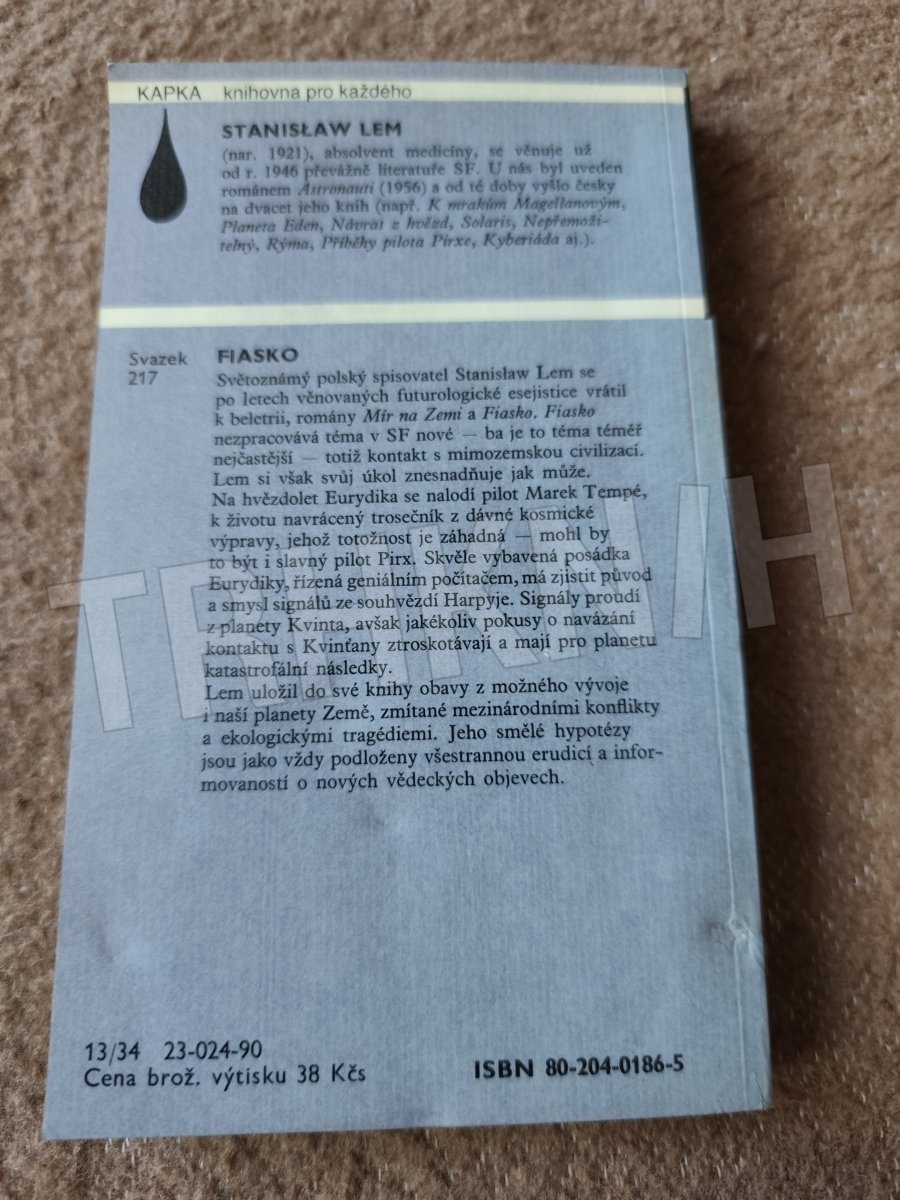 KAPKA knihovna pro každého
STANISŁAW LEM
(nar. 1921), absolvent medicíny, se věnuje už
od r. 1946 převážně literatuře SF. U nás byl uveden
románem Astronauti (1956) a od té doby vyšlo česky
na dvacet jeho knih (např. K mrakům Magellanovým,
Planeta Eden, Návrat z hvězd, Solaris, Nepřemoži-
telný, Rýma, Příběhy pilota Pirxe, Kyberiáda aj.).
Svazek
217
FIASKO
Světoznámý polský spisovatel Stanisław Lem se
po letech věnovaných futurologické esejistice vrátil
k beletrii, romány Mír na Zemi a Fiasko. Fiasko
nezpracovává téma v SF nové — ba je to téma téměř
nejčastější — totiž kontakt s mimozemskou civilizací.
Lem si však svůj úkol znesnadňuje jak může.
Na hvězdolet Eurydika se nalodí pilot Marek Tempé,
k životu navrácený trosečník z dávné kosmické
výpravy, jehož totožnost je záhadná — mohl by
to být i slavný pilot Pirx. Skvěle vybavená posádka
Eurydiky, řízená geniálním počítačem, má zjistit původ
a smysl signálů ze souhvězdí Harpyje. Signály proudí
z planety Kvinta, avšak jakékoliv pokusy o navázání
kontaktu s Kvinťany ztroskotávají a mají pro planetu
katastrofální následky.
Lem uložil do své knihy obavy z možného vývoje
i naší planety Země, zmítané mezinárodními konflikty
a ekologickými tragédiemi. Jeho smělé hypotézy
jsou jako vždy podloženy všestrannou erudicí a infor-
movaností o nových vědeckých objevech.
13/34 23-024-90
Cena brož. výtisku 38 Kčs
ISBN 80-204-0186-5